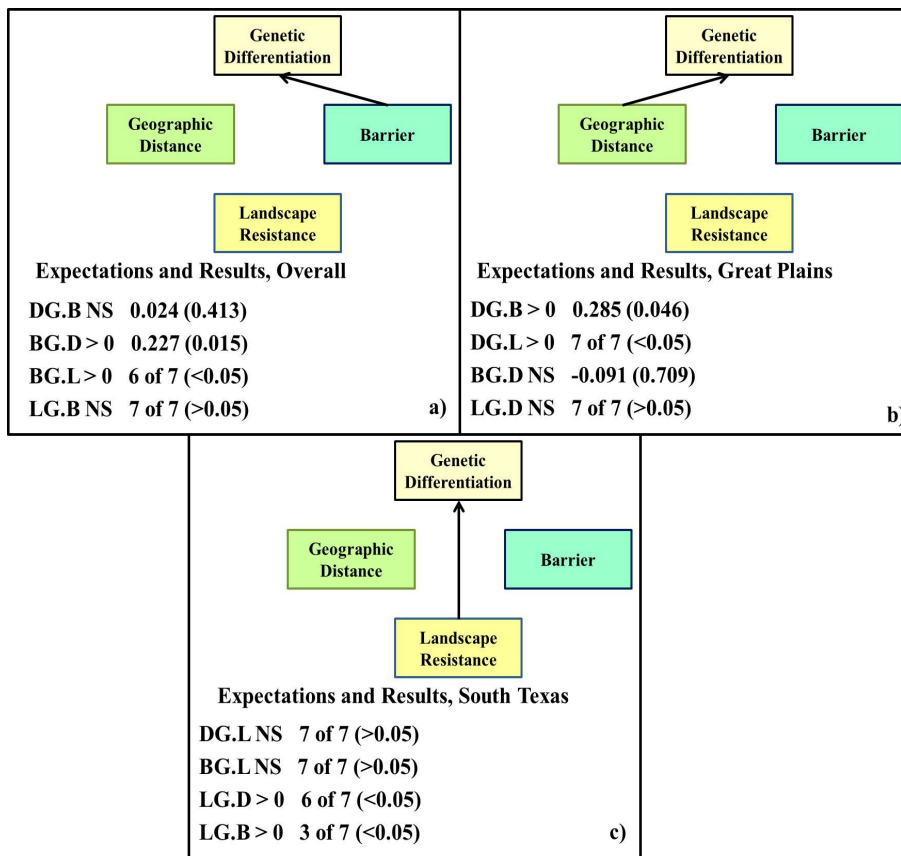 Genetic
Differentiation
Geographic
Distance
Barrier
Landscape
Resistance
Expectations and Results, Overall
DG.B NS 0.024 (0.413)
BG.D > 0 0.227 (0.015)
BG.L > 0 6 of 7 (<0.05)
LG.B NS 7 of 7 (>0.05)
a)
Genetic
Differentiation
Geographic
Distance
Barrier
Landscape
Resistance
Expectations and Results, Great Plains
DG.B > 0 0.285 (0.046)
DG.L > 0 7 of 7 (<0.05)
BG.D NS -0.091 (0.709)
LG.D NS 7 of 7 (>0.05)
b)
Genetic
Differentiation
Geographic
Distance
Barrier
Landscape
Resistance
Expectations and Results, South Texas
DG.L NS 7 of 7 (>0.05)
BG.L NS 7 of 7 (>0.05)
LG.D > 0 6 of 7 (<0.05)
LG.B > 0 3 of 7 (<0.05)
c)